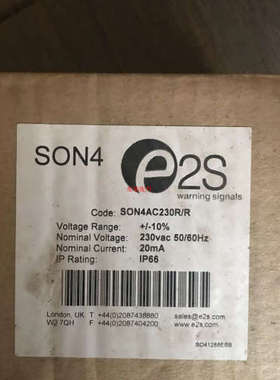 SON4
e2S
warning signals
Code: SON4AC230R/R
Voltage Range: +/-10%
Nominal Voltage: 230vac 50/60Hz
Nominal Current: 20mA
IP Rating: IP66
London, UK T +44(0)2087438880 sales@e2s.com
W3 7QH F +44(0)2087404200 www.e2s.com